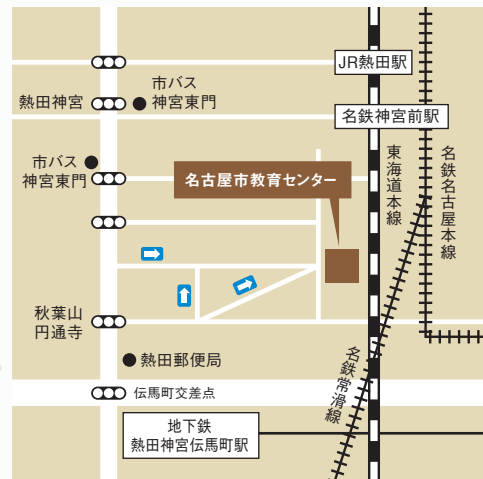 JR熱田駅
市バス
神宮東門
熱田神宮
名鉄神宮前駅
市バス
神宮東門
名古屋市教育センター
東海道本線
名鉄名古屋本線
秋葉山
円通寺
熱田郵便局
名鉄常滑線
伝馬町交差点
地下鉄
熱田神宮伝馬町駅